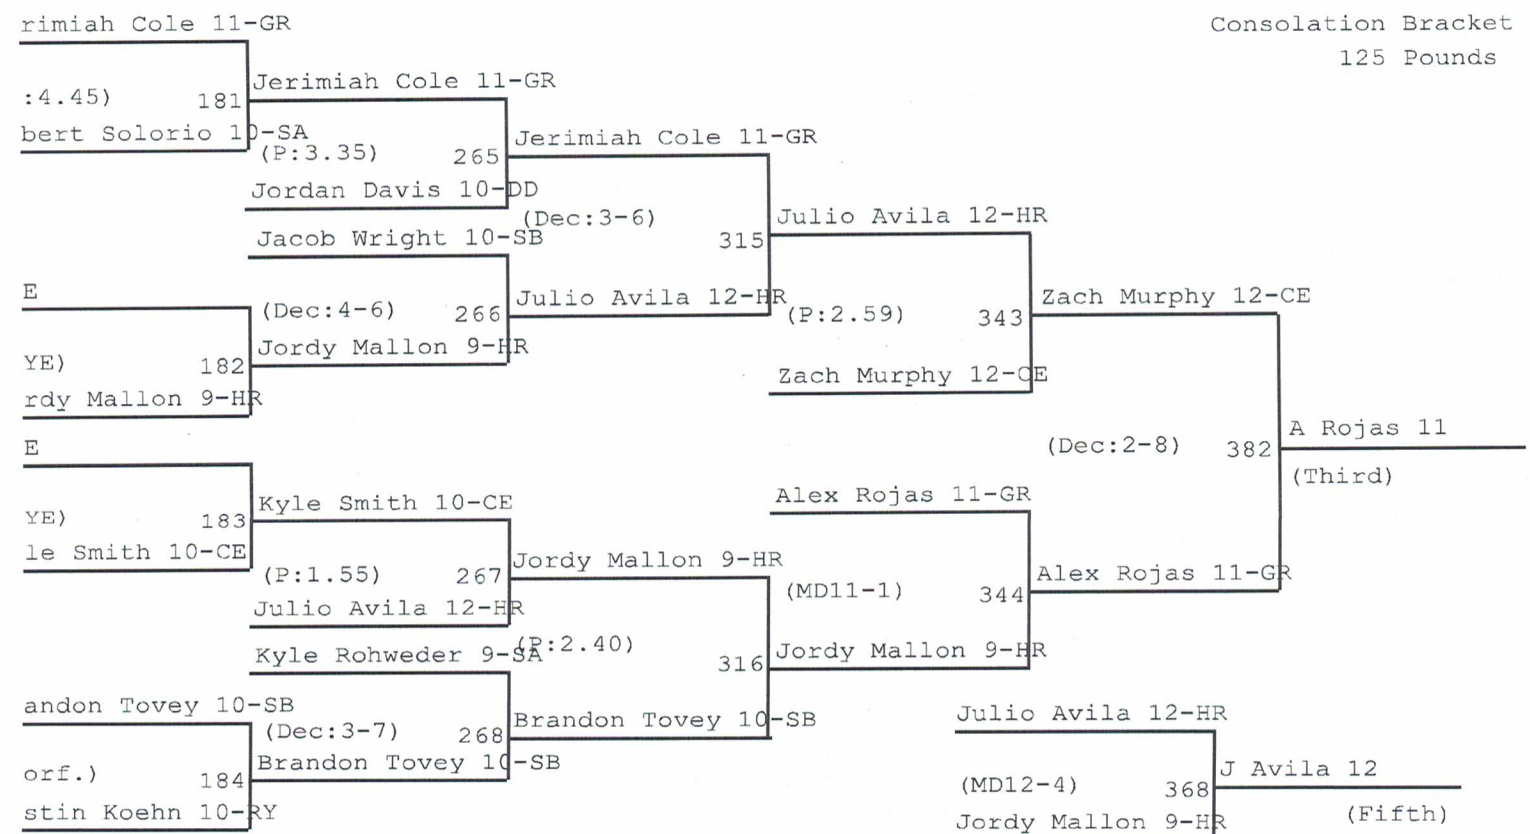 rimiah Cole 11-GR
Consolation Bracket
125 Pounds
Jerimiah Cole 11-GR
:4.45) 181
bert Solorio 10-SA
Jerimiah Cole 11-GR
(P:3.35) 265
Jordan Davis 10-DD
(Dec:3-6)
Julio Avila 12-HR
Jacob Wright 10-SB
315
E
(Dec:4-6) 266
Julio Avila 12-HR
(P:2.59) 343
Zach Murphy 12-CE
Jordy Mallon 9-HR
YE) 182
Zach Murphy 12-CE
rdy Mallon 9-HR
A Rojas 11
E
(Dec:2-8) 382
(Third)
Alex Rojas 11-GR
Kyle Smith 10-CE
YE) 183
le Smith 10-CE
Jordy Mallon 9-HR
(P:1.55) 267
Alex Rojas 11-GR
(MD11-1) 344
Julio Avila 12-HR
(P:2.40)
Kyle Rohweder 9-SA
316
Jordy Mallon 9-HR
andon Tovey 10-SB
Julio Avila 12-HR
(Dec:3-7) 268
Brandon Tovey 10-SB
Brandon Tovey 10-SB
orf.) 184
J Avila 12
(MD12-4) 368
stin Koehn 10-RY
(Fifth)
Jordy Mallon 9-HR